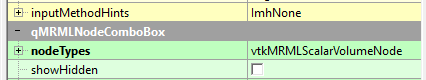 inputMethodHints ImhNone
qMRMLNodeComboBox
nodeTypes vtkMRMLScalarVolumeNode
showHidden